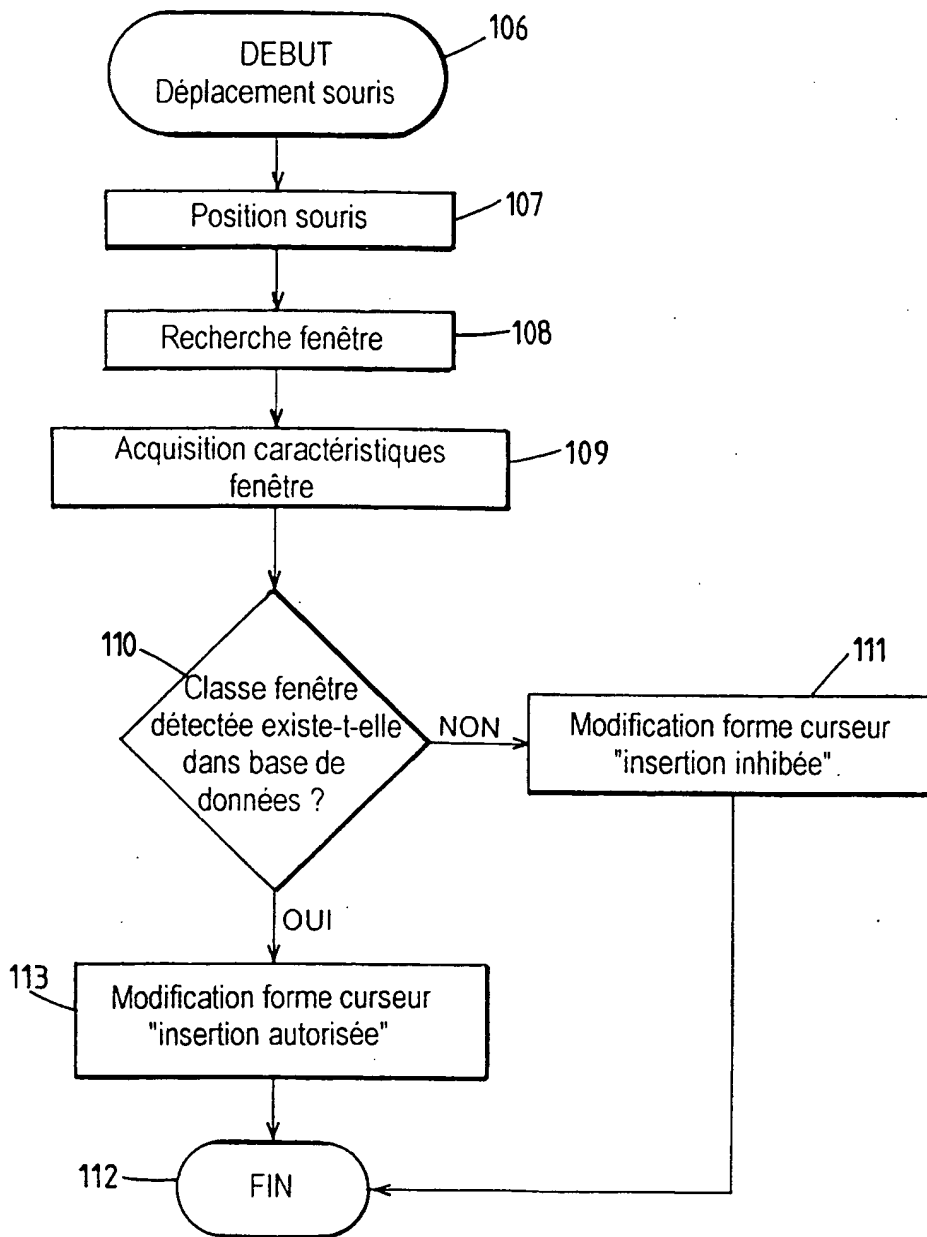 106
DEBUT
Déplacement souris
Position souris
107
Recherche fenêtre
108
Acquisition caractéristiques
fenêtre
109
110
Classe fenêtre
détectée existe-t-elle
dans base de
données ?
NON
111
Modification forme curseur
"insertion inhibée"
OUI
113
Modification forme curseur
"insertion autorisée"
112
FIN